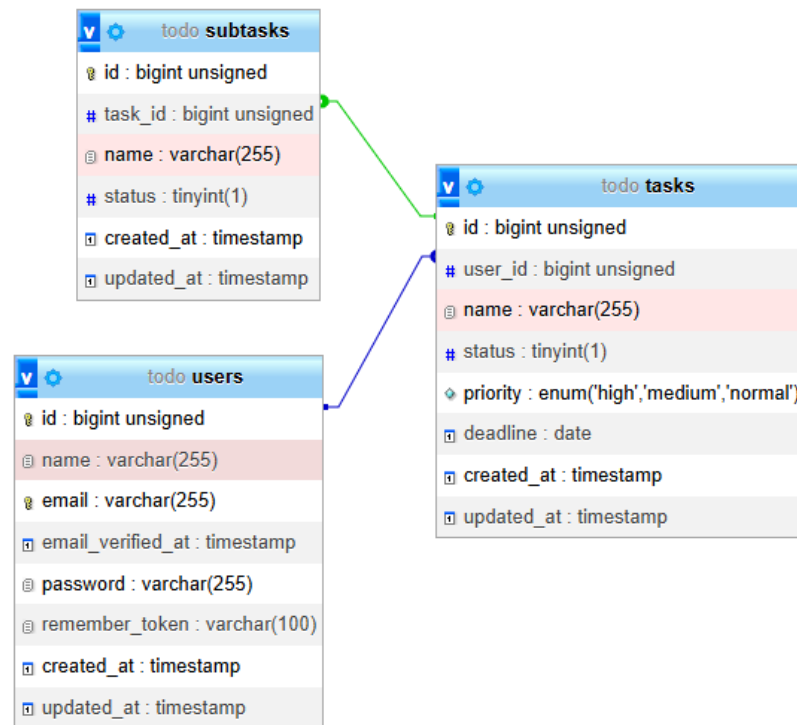 v todo subtasks
id : bigint unsigned
# task_id : bigint unsigned
name : varchar(255)
# status : tinyint(1)
created_at : timestamp
updated_at : timestamp
v todo tasks
id : bigint unsigned
# user_id : bigint unsigned
name : varchar(255)
# status : tinyint(1)
priority : enum('high','medium','normal')
deadline : date
created_at : timestamp
updated_at : timestamp
v todo users
id : bigint unsigned
name : varchar(255)
email : varchar(255)
email_verified_at : timestamp
password : varchar(255)
remember_token : varchar(100)
created_at : timestamp
updated_at : timestamp